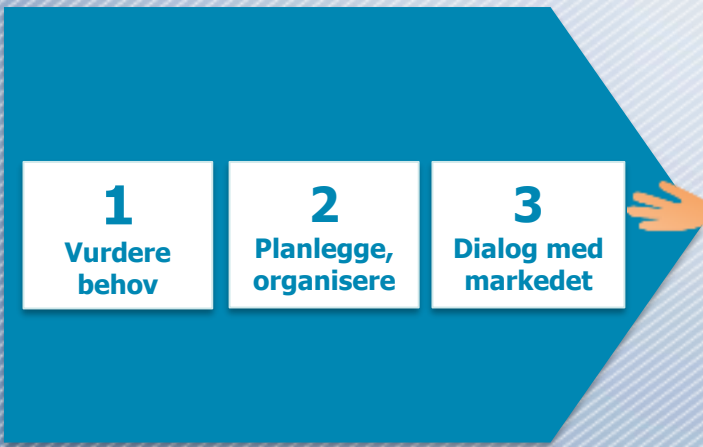 1
Vurdere
behov
2
Planlegge,
organisere
3
Dialog med
markedet